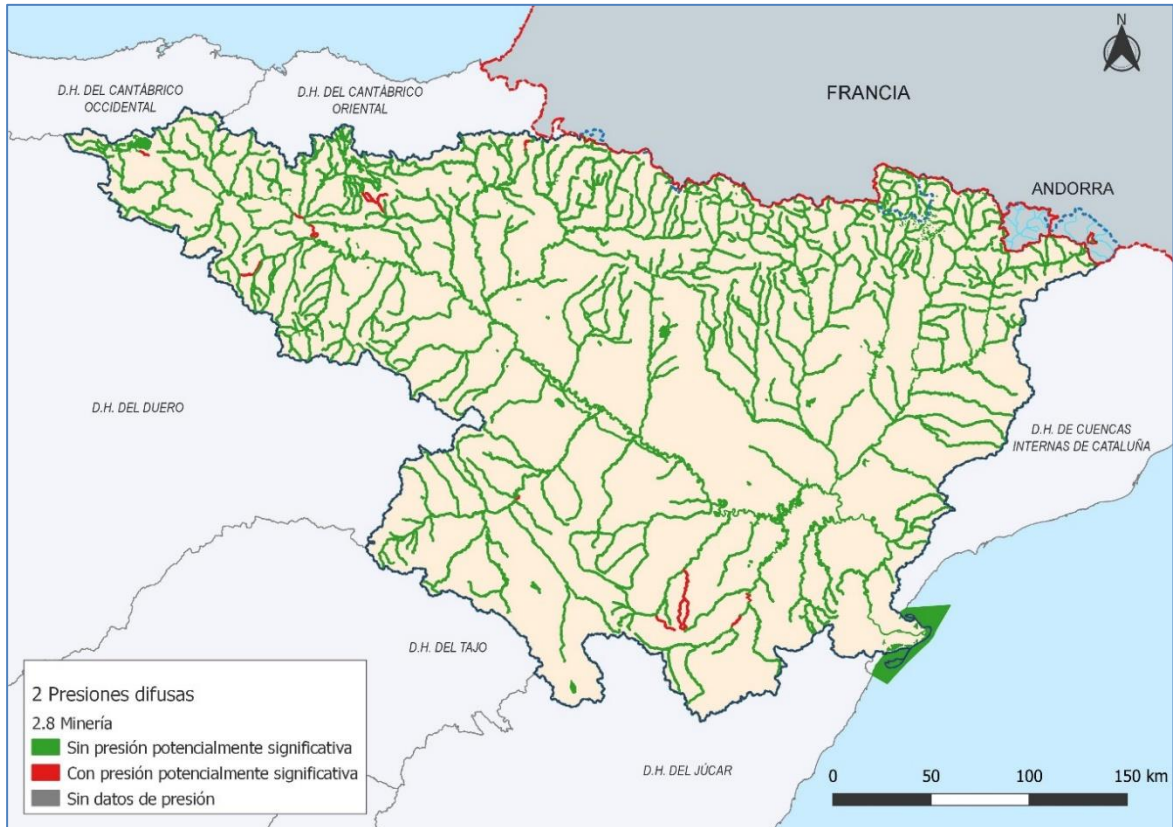 N
D.H. DEL CANTÁBRICO
OCCIDENTAL
D.H. DEL CANTÁBRICO
ORIENTAL
FRANCIA
ANDORRA
D.H. DEL DUERO
D.H. DE CUENCAS
INTERNAS DE CATALUÑA
D.H. DEL TAJO
D.H. DEL JÚCAR
2 Presiones difusas
2.8 Minería
Sin presión potencialmente significativa
Con presión potencialmente significativa
Sin datos de presión
0 50 100 150 km